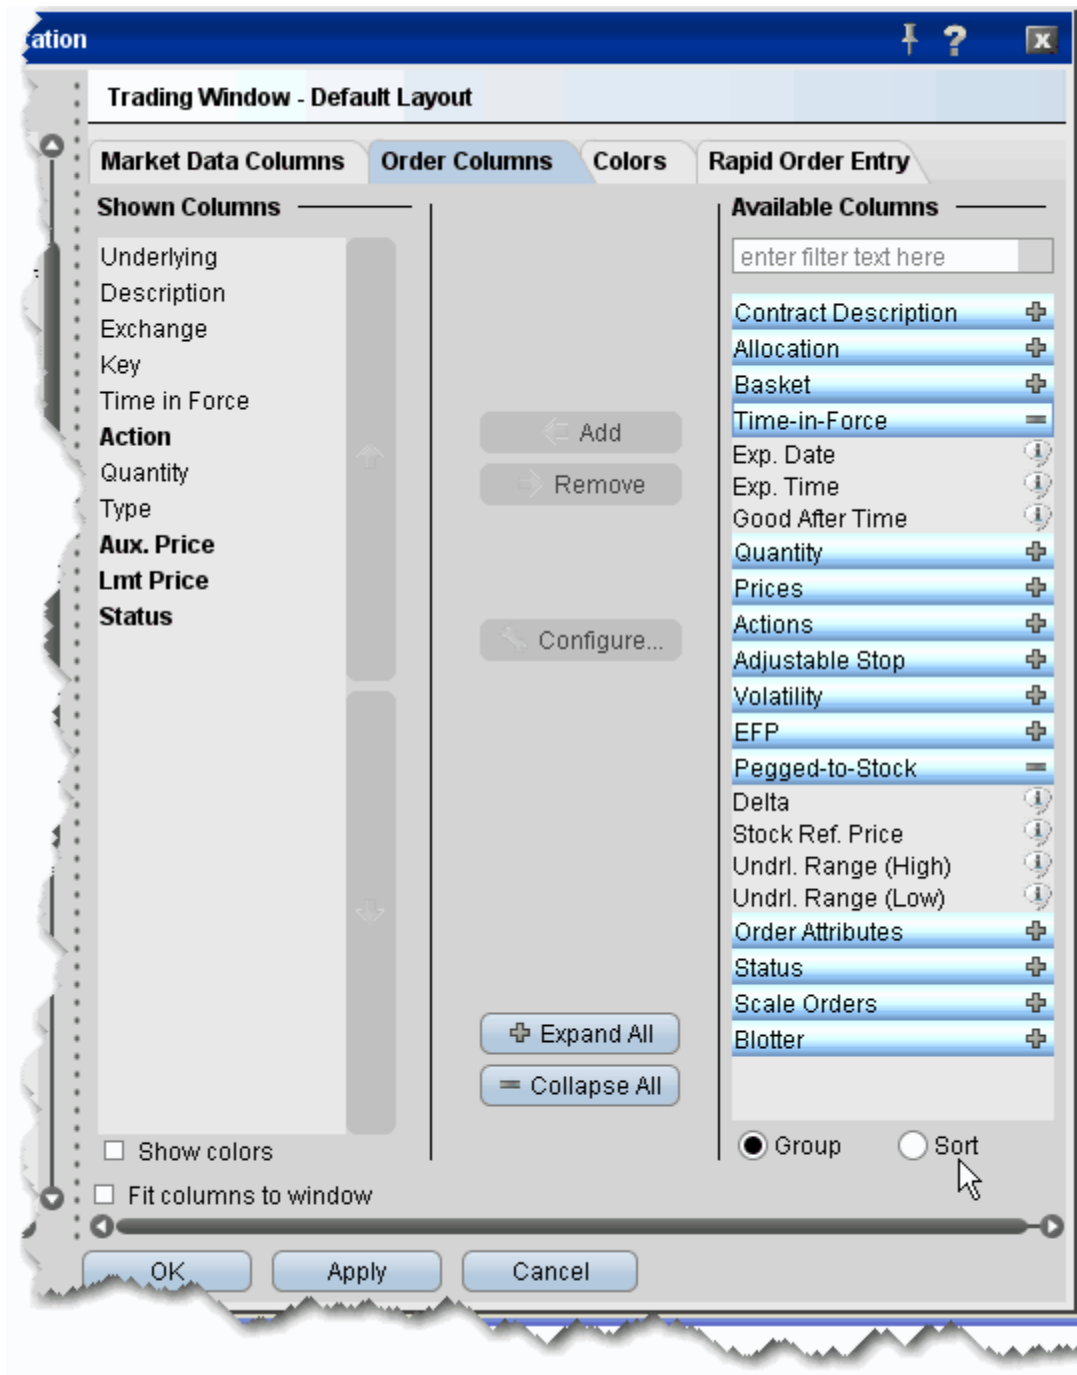 ation
Trading Window - Default Layout
Market Data Columns Order Columns Colors Rapid Order Entry
Shown Columns
Underlying
Description
Exchange
Key
Time in Force
Action
Quantity
Type
Aux. Price
Lmt Price
Status
Show colors
Fit columns to window
Add
Remove
Configure...
Expand All
Collapse All
Available Columns
enter filter text here
Contract Description
Allocation
Basket
Time-in-Force
Exp. Date
Exp. Time
Good After Time
Quantity
Prices
Actions
Adjustable Stop
Volatility
EFP
Pegged-to-Stock
Delta
Stock Ref. Price
Undrl. Range (High)
Undrl. Range (Low)
Order Attributes
Status
Scale Orders
Blotter
Group Sort
OK Apply Cancel